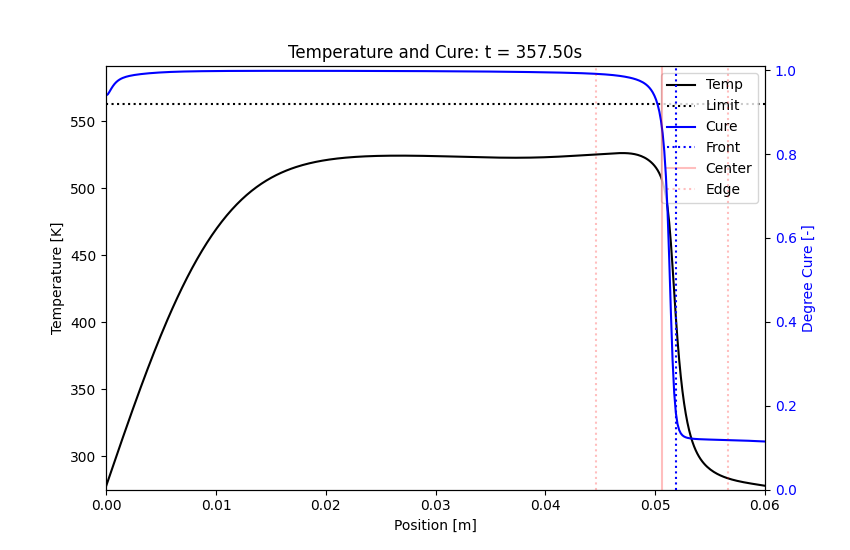 Temperature and Cure: t = 357.50s
Temperature [K]
550
500
450
400
350
300
Temp
Limit
Cure
Front
Center
Edge
1.0
0.8
0.6
0.4
0.2
0.0
Degree Cure [-]
0.00
0.01
0.02
0.03
0.04
0.05
0.06
Position [m]